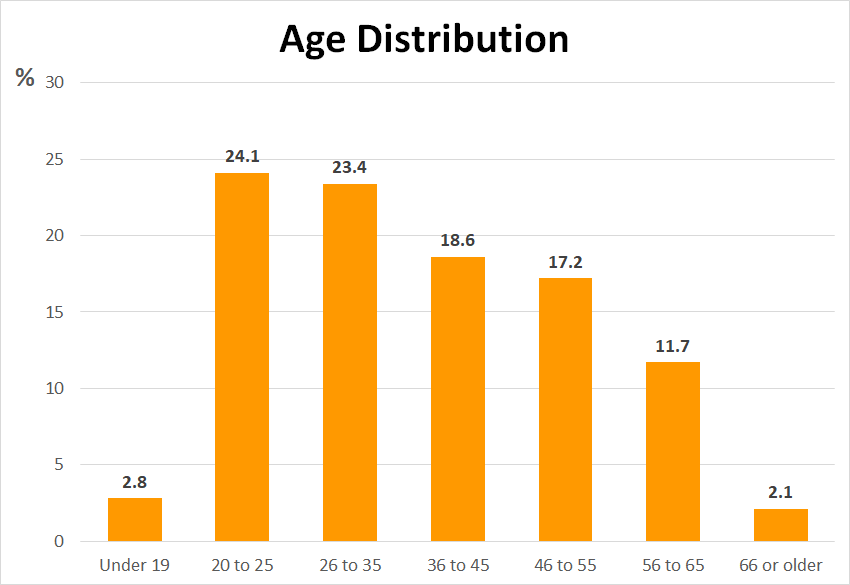 Age Distribution
%
30
25
20
15
10
5
0
2.8
24.1
23.4
18.6
17.2
11.7
2.1
Under 19
20 to 25
26 to 35
36 to 45
46 to 55
56 to 65
66 or older